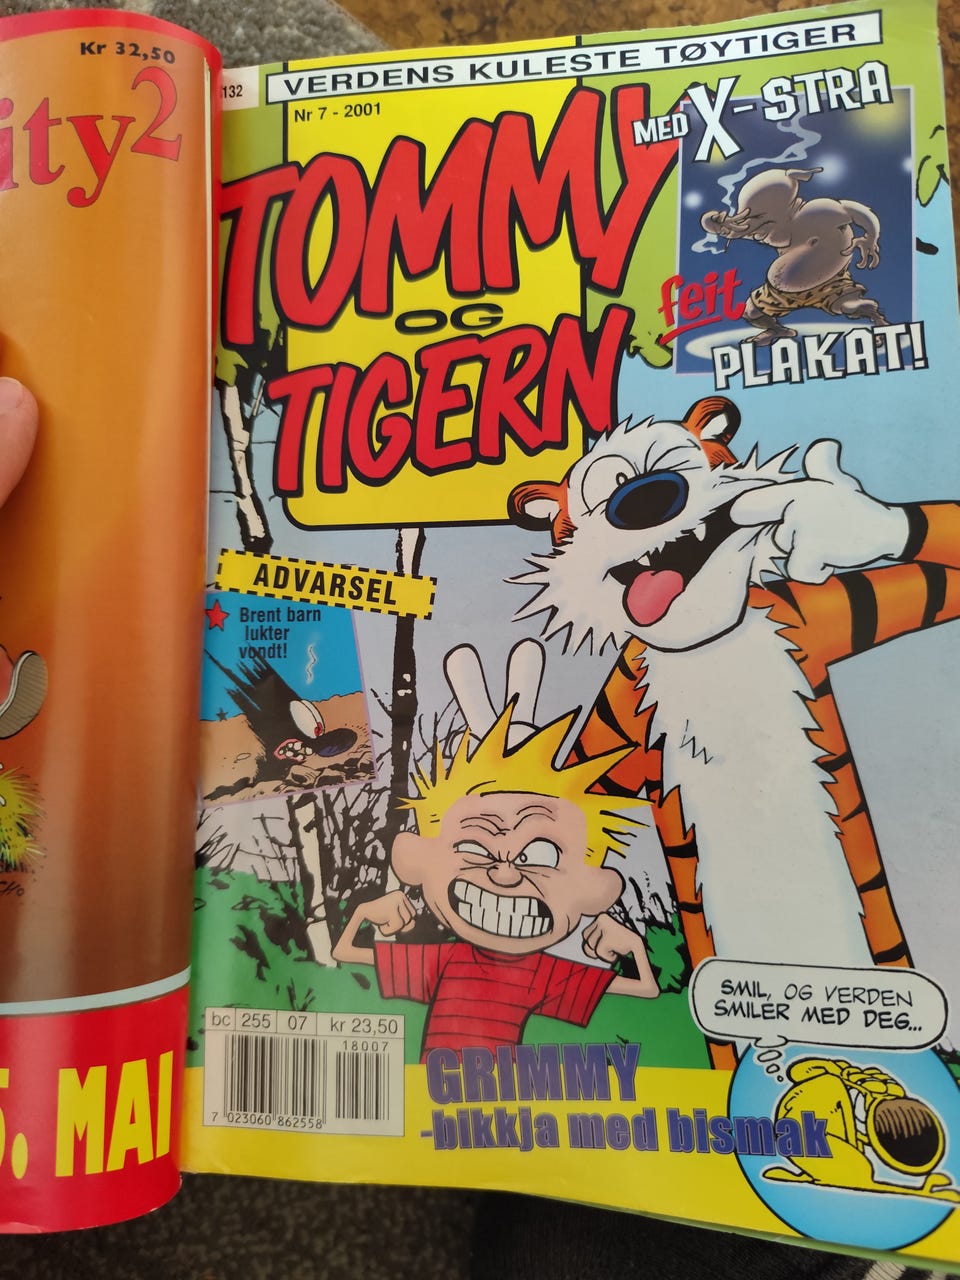 Kr 32,50
ity2
5. MAI
132
VERDENS KULESTE TØYTIGER
Nr 7 - 2001
TOMMY
OG
TIGERN
MED X-STRA
feit
PLAKAT!
ADVARSEL
Brent barn
lukter
vondt!
SMIL, OG VERDEN
SMILER MED DEG...
bc 255 07 kr 23,50
18007
7 023060 862558
GRIMMY
-bikkja med bismak